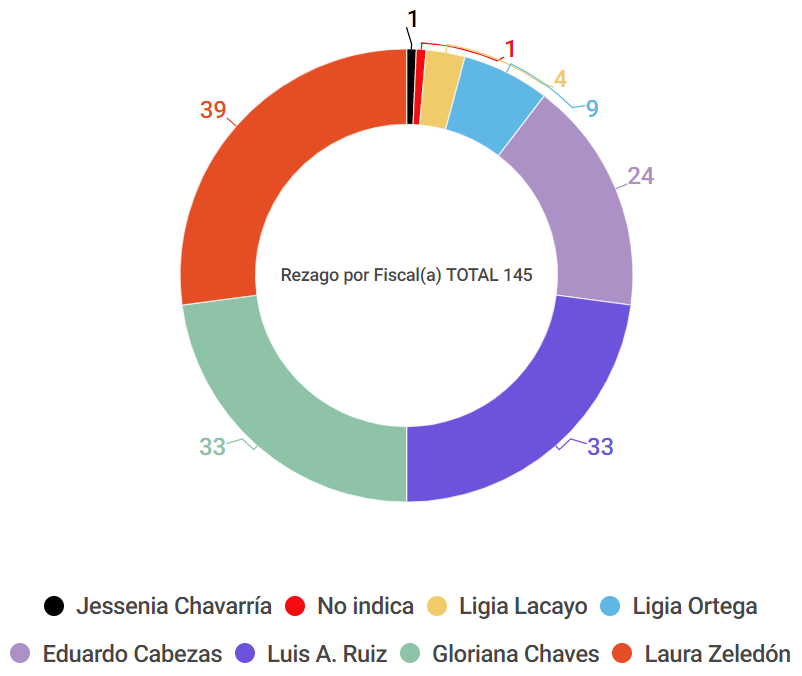 1
1
4
9
39
24
Rezago por Fiscal(a) TOTAL 145
33
33
Jessenia Chavarría No indica Ligia Lacayo Ligia Ortega
Eduardo Cabezas Luis A. Ruiz Gloriana Chaves Laura Zeledón